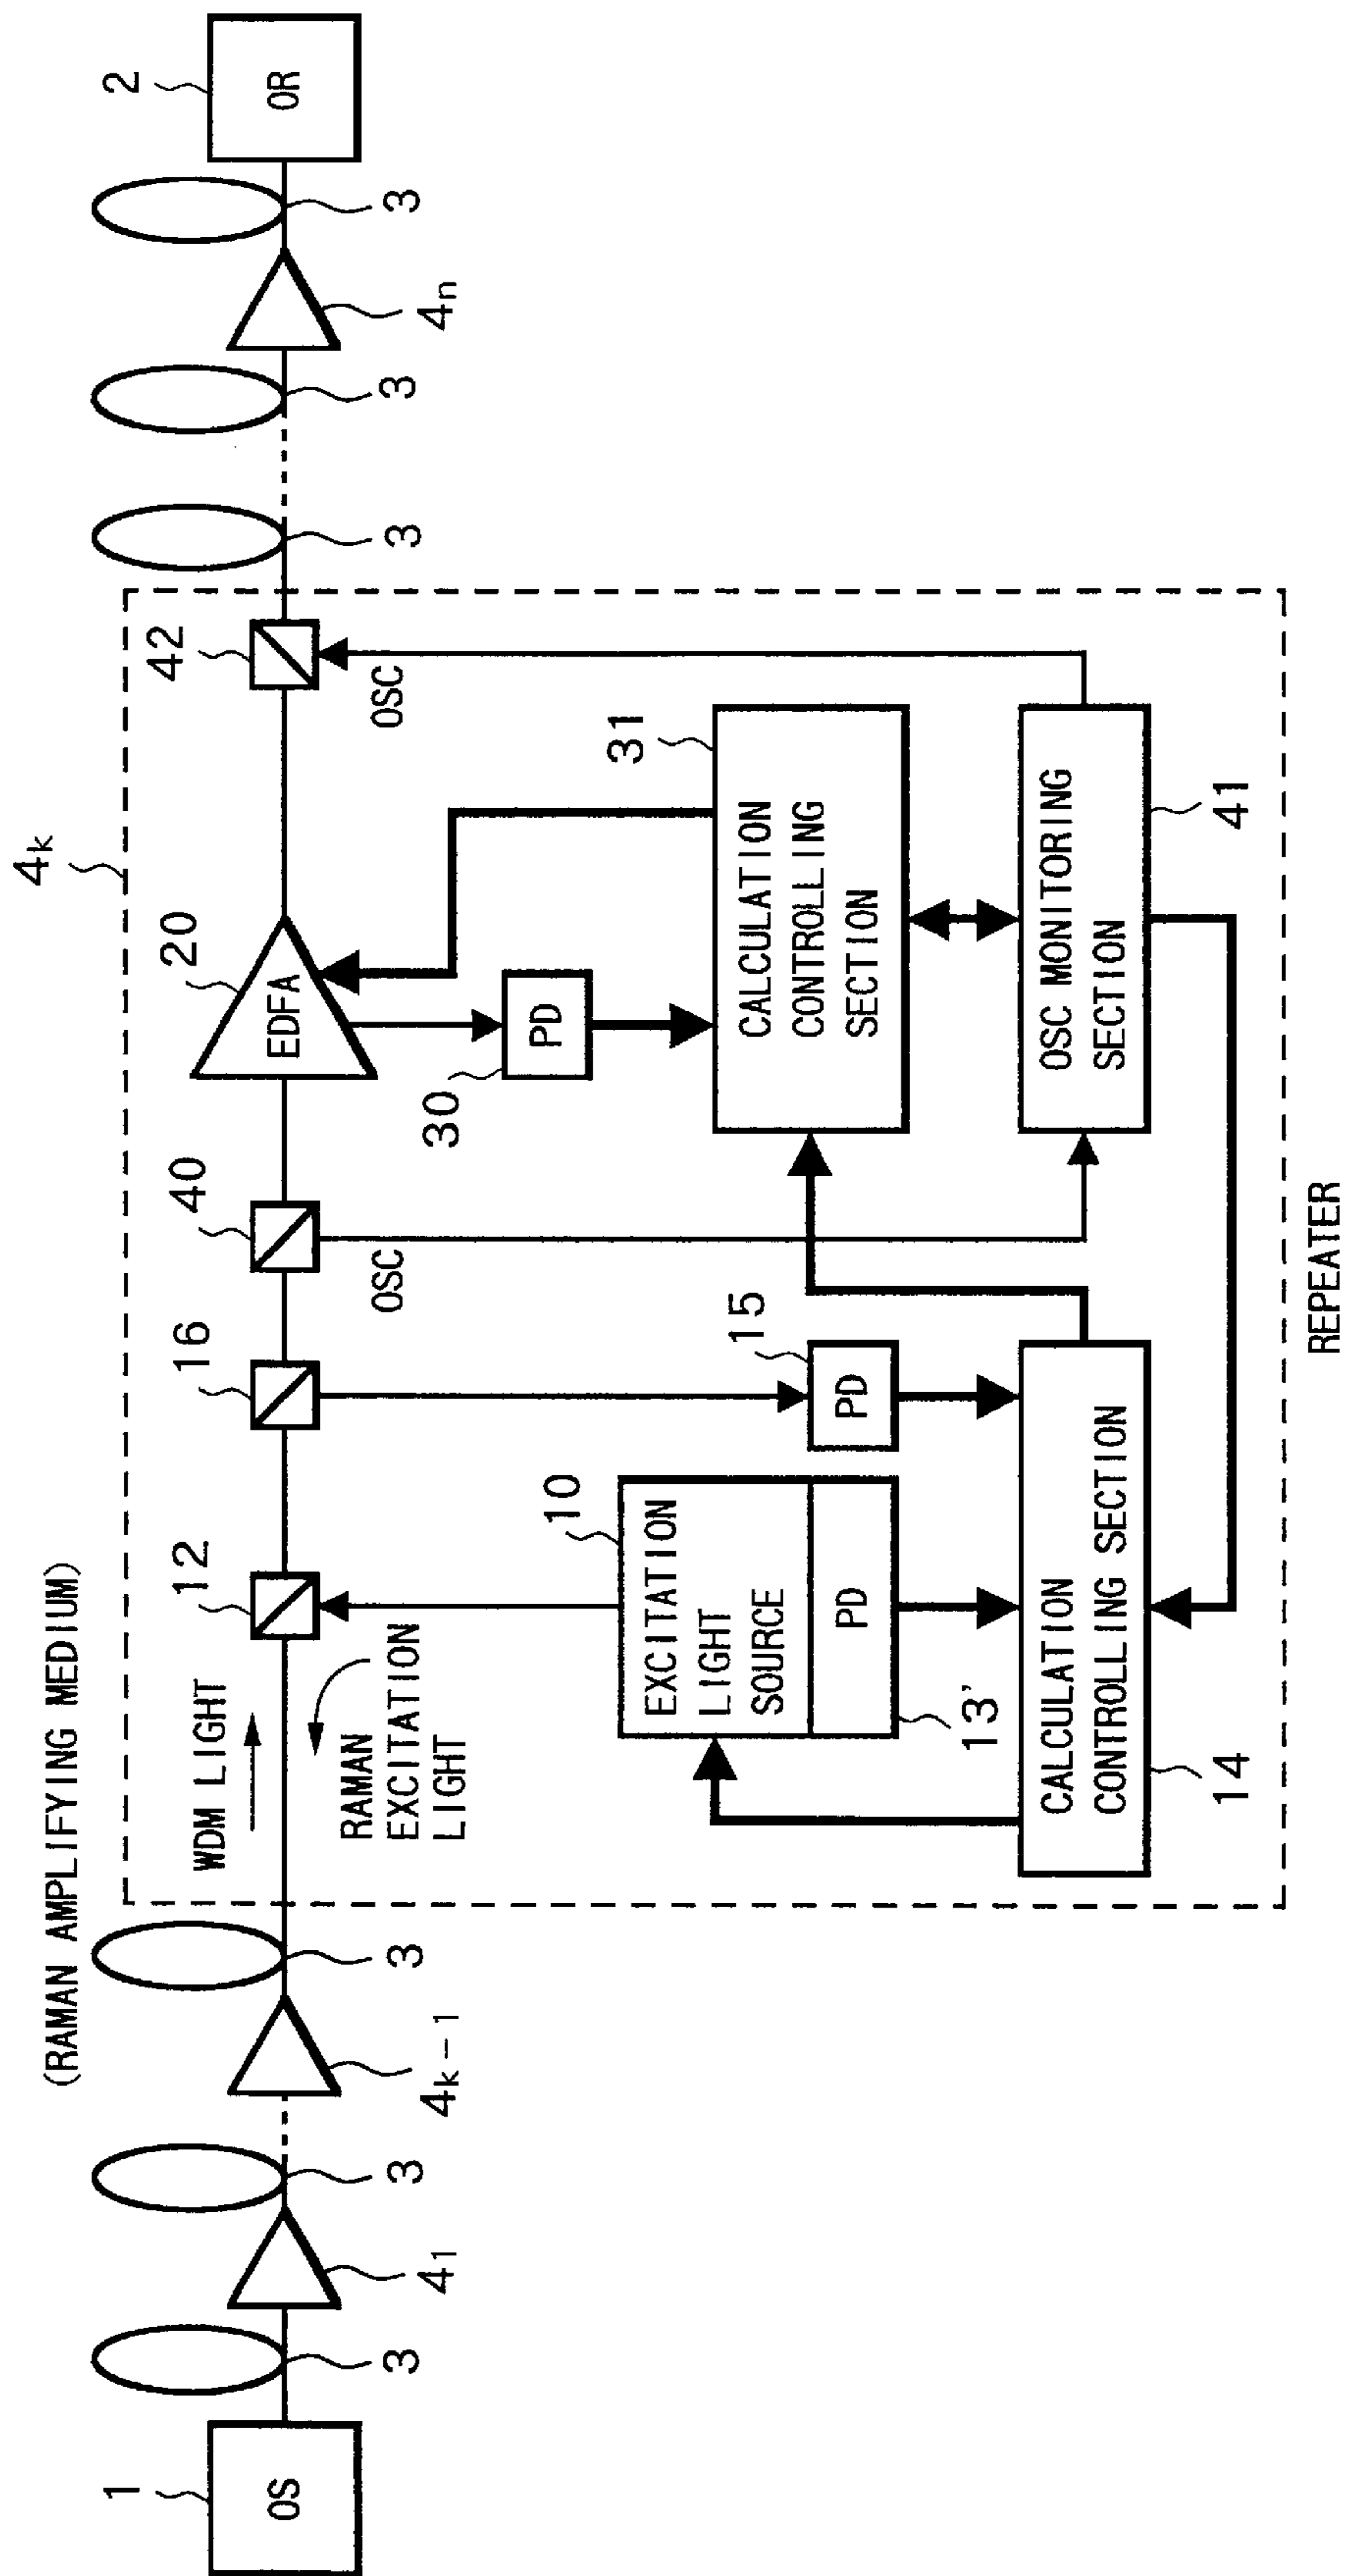 (RAMAN AMPLIFYING MEDIUM)
1
OS
3
4₁
3
4ₖ₋₁
3
4ₖ
WDM LIGHT
RAMAN
EXCITATION
LIGHT
12
16
40
OSC
20
EDFA
42
OSC
3
3
4ₙ
3
2
OR
10
EXCITATION
LIGHT
SOURCE
PD
13'
15
PD
30
PD
31
CALCULATION
CONTROLLING
SECTION
CALCULATION
CONTROLLING SECTION
14
OSC MONITORING
SECTION
41
REPEATER